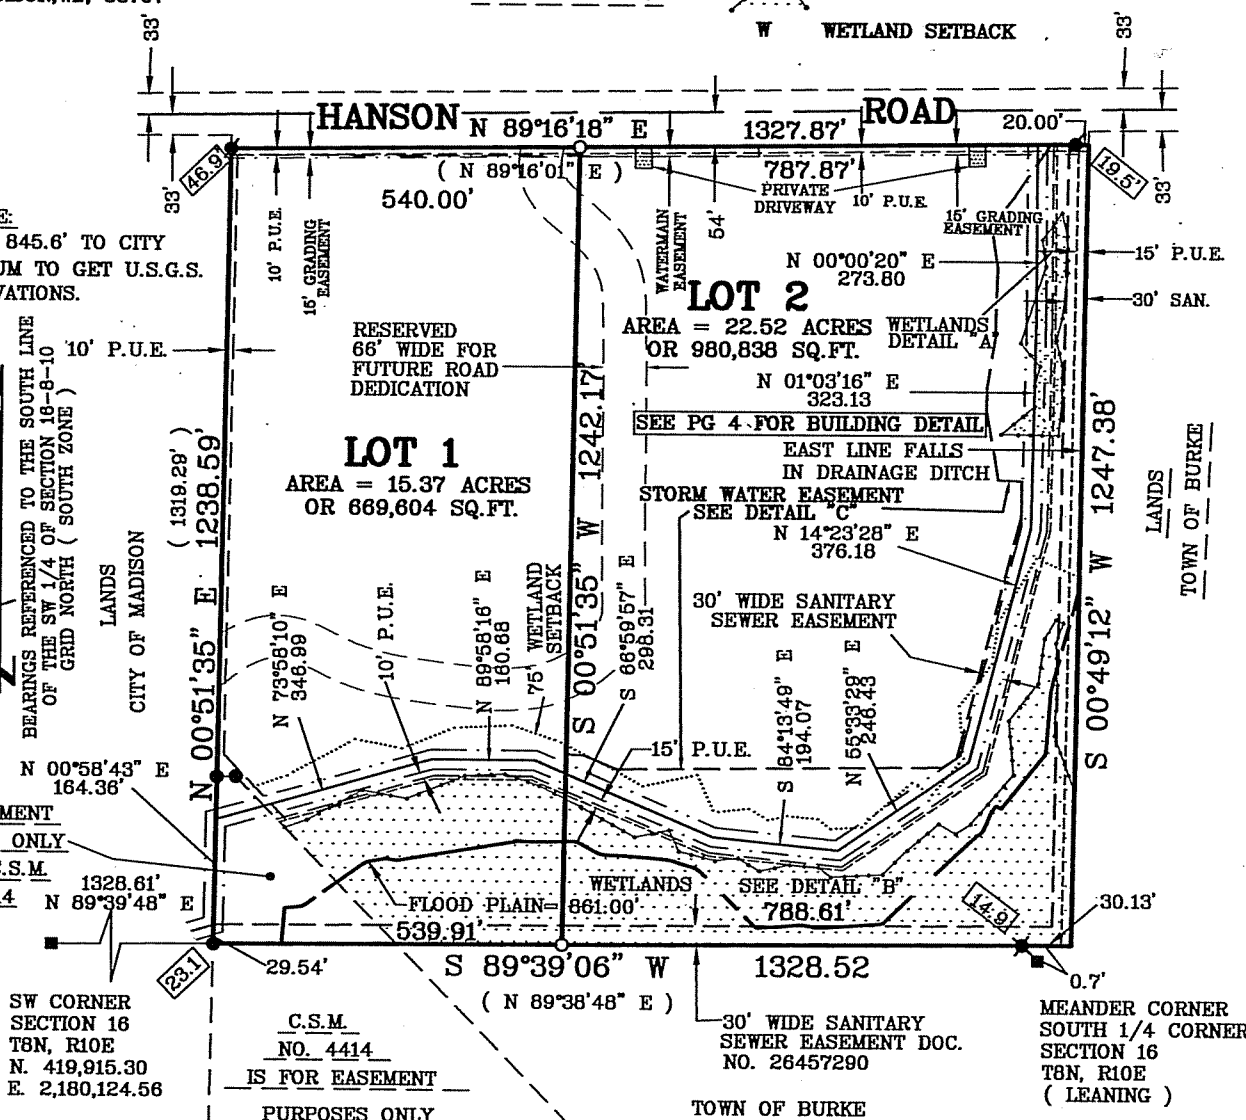 W WETLAND SETBACK
33'
33'
33'
33'
HANSON ROAD
N 89°16'18" E 1327.87'
20.00'
46.9'
19.5'
( N 89°16'01" E )
540.00'
787.87'
PRIVATE
DRIVEWAY
10' P.U.E.
15' GRADING
EASEMENT
10' P.U.E.
15' GRADING
EASEMENT
WATERMAIN
EASEMENT
54'
845.6' TO CITY
UM TO GET U.S.G.S.
VATIONS.
N 00°00'20" E
273.80
15' P.U.E.
30' SAN.
LOT 2
AREA = 22.52 ACRES
OR 980,838 SQ.FT.
WETLANDS
DETAIL "A"
RESERVED
66' WIDE FOR
FUTURE ROAD
DEDICATION
10' P.U.E.
N 01°03'16" E
323.13
SEE PG 4 FOR BUILDING DETAIL
EAST LINE FALLS
IN DRAINAGE DITCH
LOT 1
AREA = 15.37 ACRES
OR 669,604 SQ.FT.
STORM WATER EASEMENT
SEE DETAIL "C"
N 14°23'28" E
376.18
BEARINGS REFERENCED TO THE SOUTH LINE
OF THE SW 1/4 OF SECTION 16-8-10
GRID NORTH ( SOUTH ZONE )
LANDS
CITY OF MADISON
( 1319.29' )
N 00°51'35" E 1238.59'
S 00°51'35" W 1242.17'
S 00°49'12" W 1247.38'
LANDS
TOWN OF BURKE
30' WIDE SANITARY
SEWER EASEMENT
N 73°58'10" E
346.99
10' P.U.E.
N 89°58'16" E
160.68
75' WETLAND
SETBACK
S 66°59'57" E
298.31
15' P.U.E.
S 84°13'49" E
194.07
N 55°33'29" E
246.43
N 00°58'43" E
164.36'
MENT
ONLY
.S.M.
1328.61'
N 89°39'48" E
WETLANDS
SEE DETAIL "B"
FLOOD PLAIN= 861.00'
539.91'
788.61'
14.9'
30.13'
23.1
29.54'
S 89°39'06" W 1328.52
( N 89°38'48" E )
0.7'
SW CORNER
SECTION 16
T8N, R10E
N. 419,915.30
E. 2,180,124.56
C.S.M.
NO. 4414
IS FOR EASEMENT
PURPOSES ONLY
30' WIDE SANITARY
SEWER EASEMENT DOC.
NO. 26457290
TOWN OF BURKE
MEANDER CORNER
SOUTH 1/4 CORNER
SECTION 16
T8N, R10E
( LEANING )